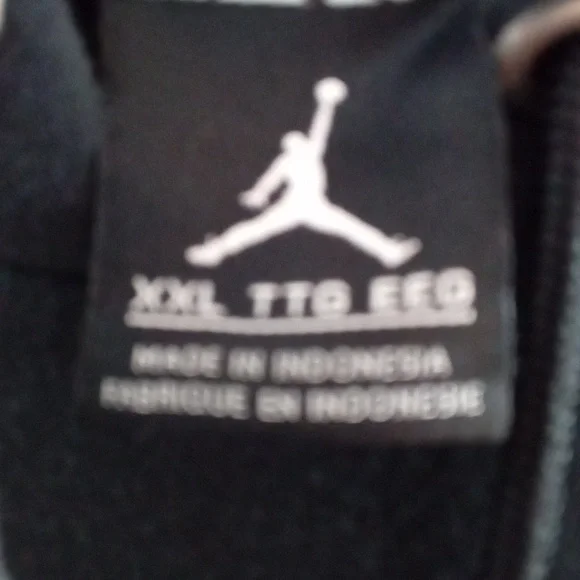 XXL TTG EEG
MADE IN INDONESIA
FABRIQUE EN INDONESIE